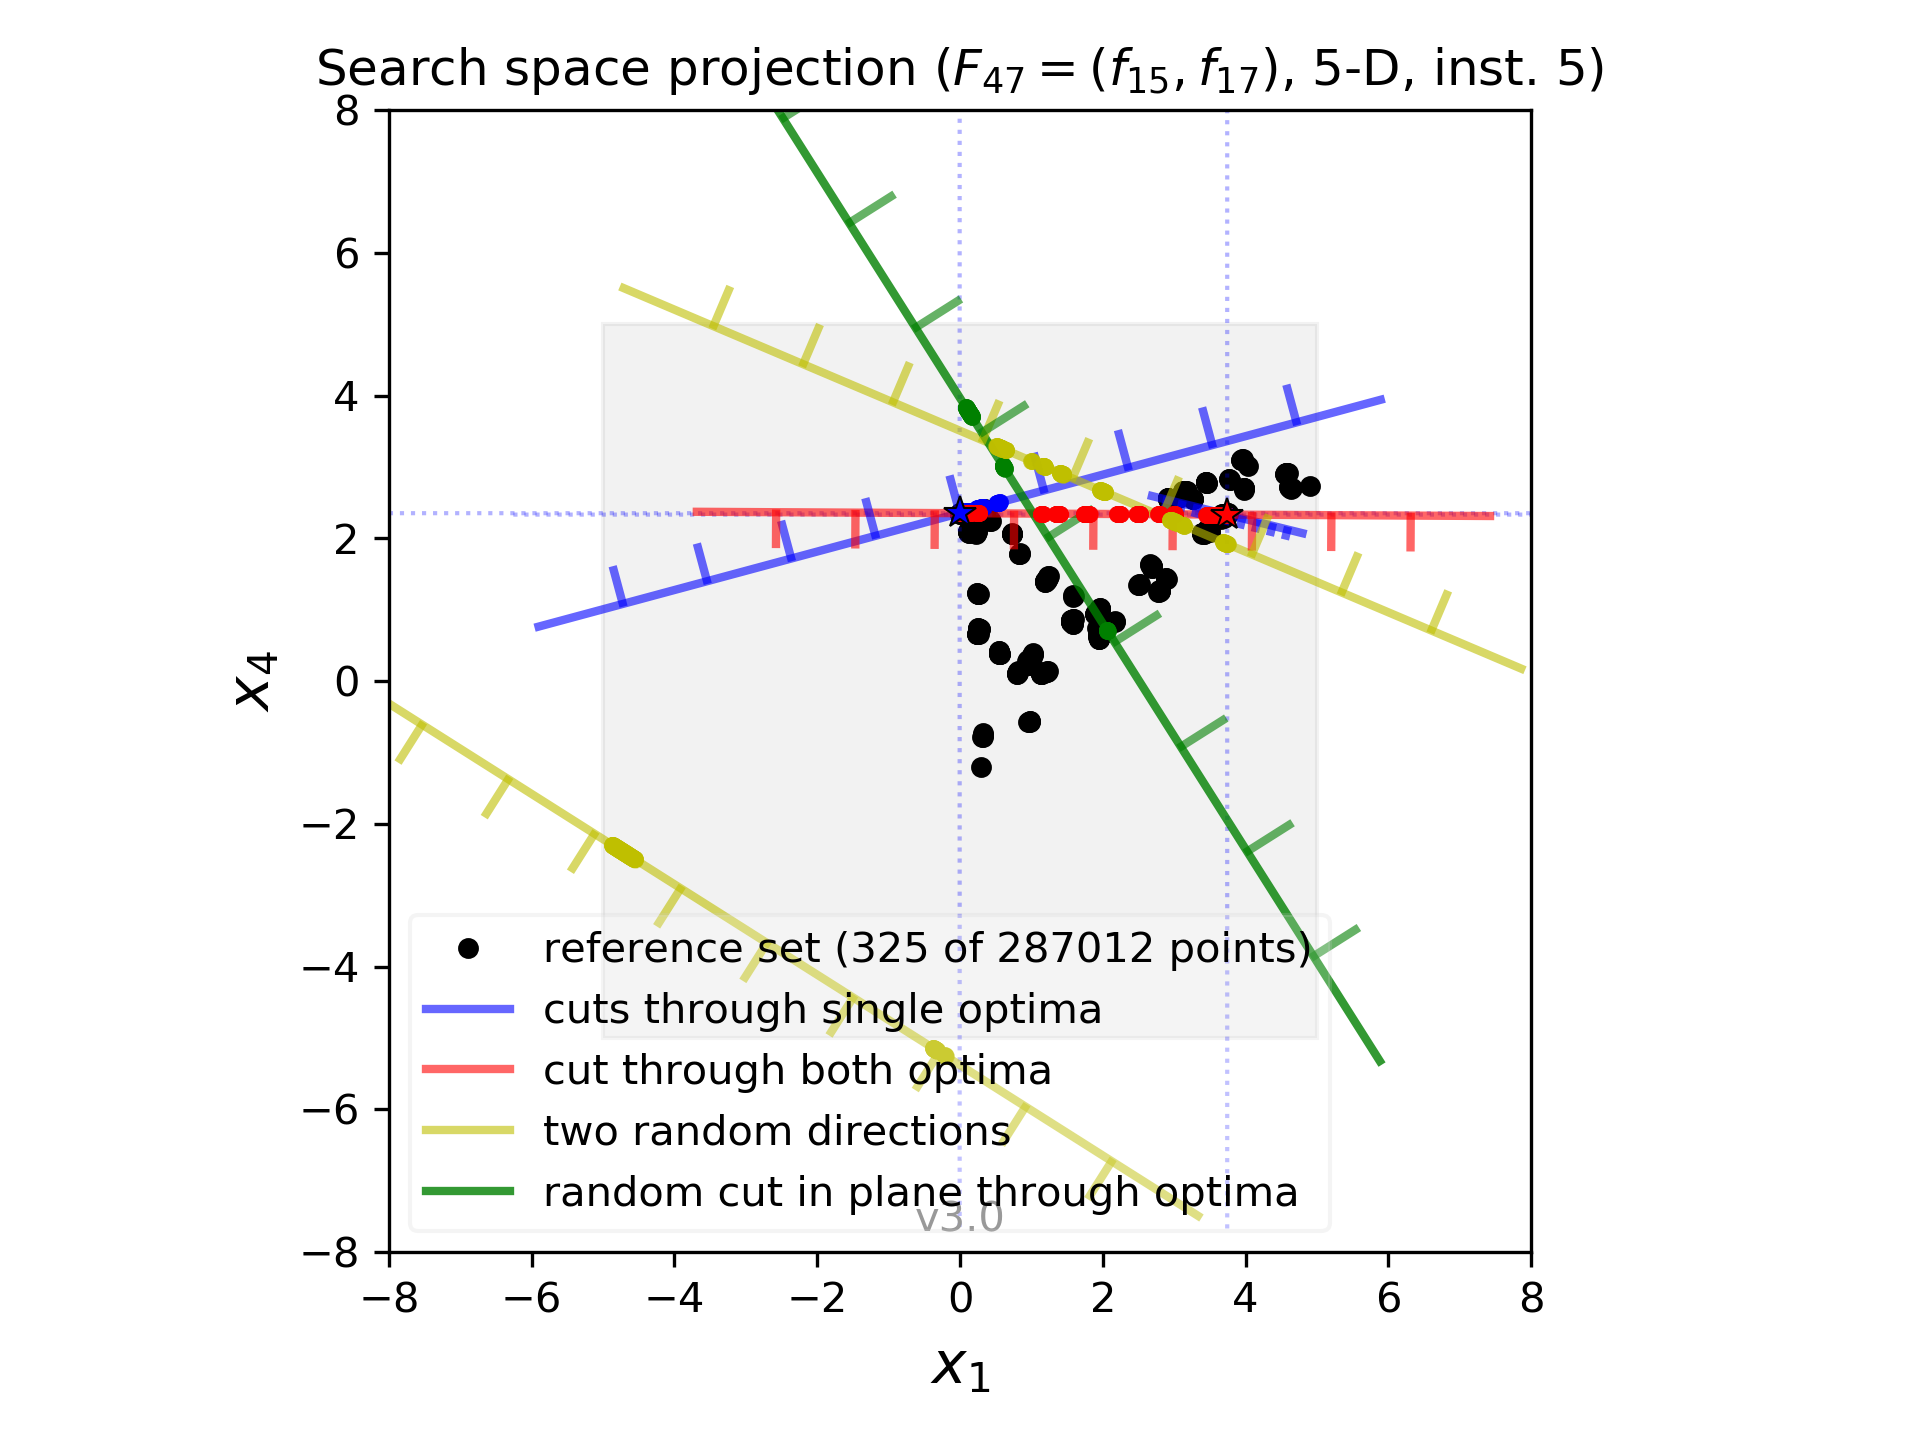 Search space projection (F₄₇ = (f₁₅, f₁₇), 5-D, inst. 5)
8
6
4
2
0
−2
−4
−6
−8
x₄
reference set (325 of 287012 points)
cuts through single optima
cut through both optima
two random directions
random cut in plane through optima
v3.0
−8 −6 −4 −2 0 2 4 6 8
x₁